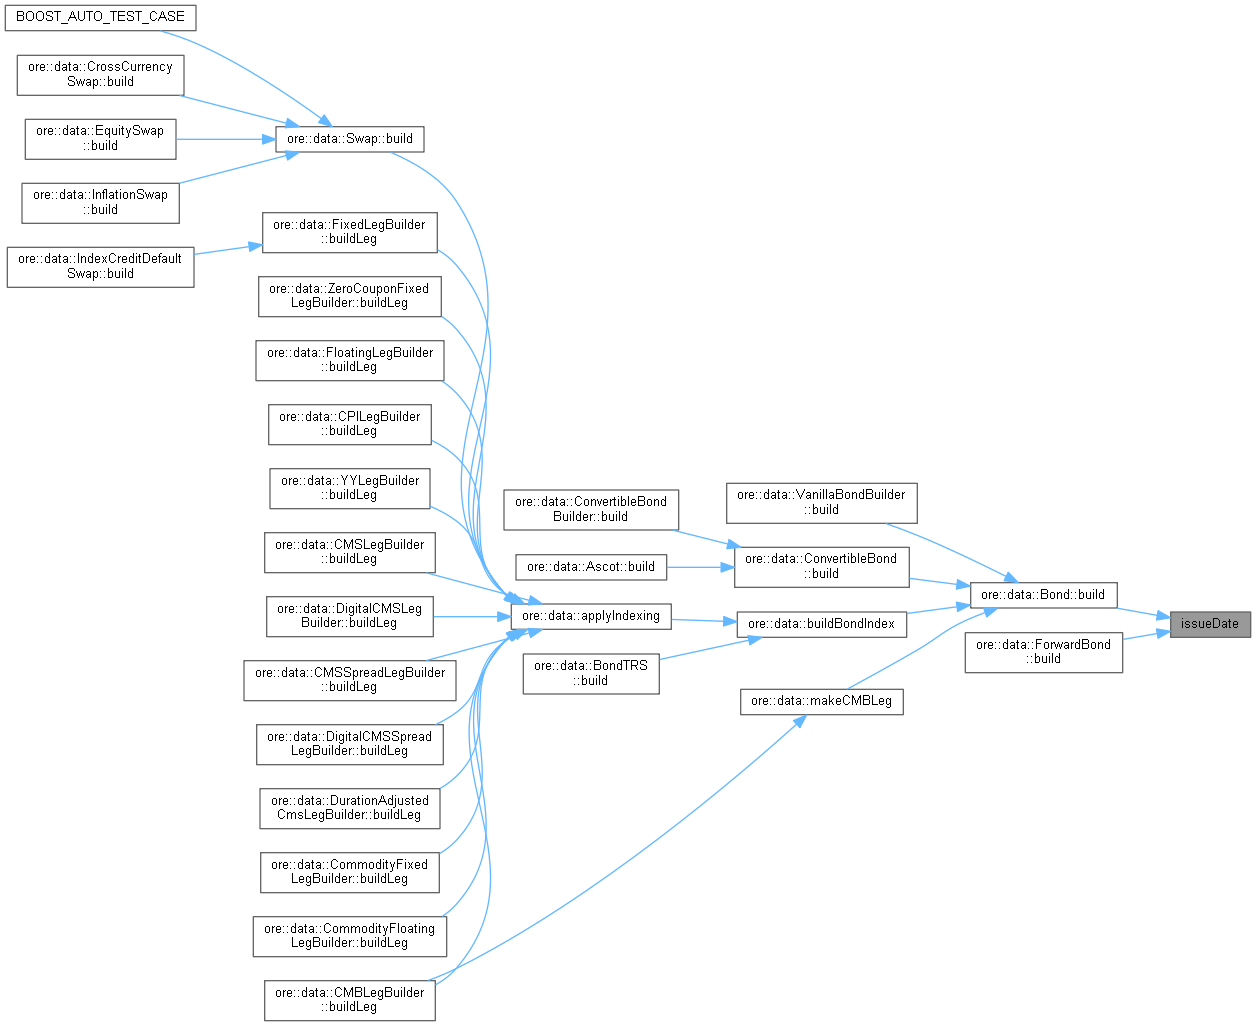 BOOST_AUTO_TEST_CASE
ore::data::CrossCurrency
Swap::build
ore::data::EquitySwap
::build
ore::data::InflationSwap
::build
ore::data::IndexCreditDefault
Swap::build
ore::data::Swap::build
ore::data::FixedLegBuilder
::buildLeg
ore::data::ZeroCouponFixed
LegBuilder::buildLeg
ore::data::FloatingLegBuilder
::buildLeg
ore::data::CPILegBuilder
::buildLeg
ore::data::YYLegBuilder
::buildLeg
ore::data::CMSLegBuilder
::buildLeg
ore::data::DigitalCMSLeg
Builder::buildLeg
ore::data::CMSSpreadLegBuilder
::buildLeg
ore::data::DigitalCMSSpread
LegBuilder::buildLeg
ore::data::DurationAdjusted
CmsLegBuilder::buildLeg
ore::data::CommodityFixed
LegBuilder::buildLeg
ore::data::CommodityFloating
LegBuilder::buildLeg
ore::data::CMBLegBuilder
::buildLeg
ore::data::ConvertibleBond
Builder::build
ore::data::Ascot::build
ore::data::applyIndexing
ore::data::BondTRS
::build
ore::data::VanillaBondBuilder
::build
ore::data::ConvertibleBond
::build
ore::data::buildBondIndex
ore::data::makeCMBLeg
ore::data::Bond::build
ore::data::ForwardBond
::build
issueDate